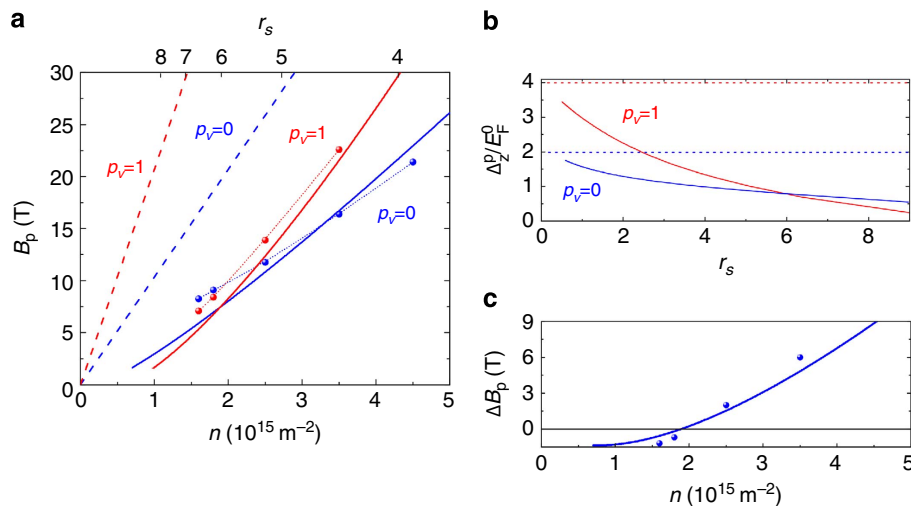 a
r_s
8 7 6 5 4
30
25
20
15
10
5
0
B_p (T)
p_v=1
p_v=0
p_v=1
p_v=0
0 1 2 3 4 5
n (10^15 m^−2)
b
4
3
2
1
0
Δ_z^p/E_F^0
p_v=1
p_v=0
0 2 4 6 8
r_s
c
9
6
3
0
ΔB_p (T)
0 1 2 3 4 5
n (10^15 m^−2)